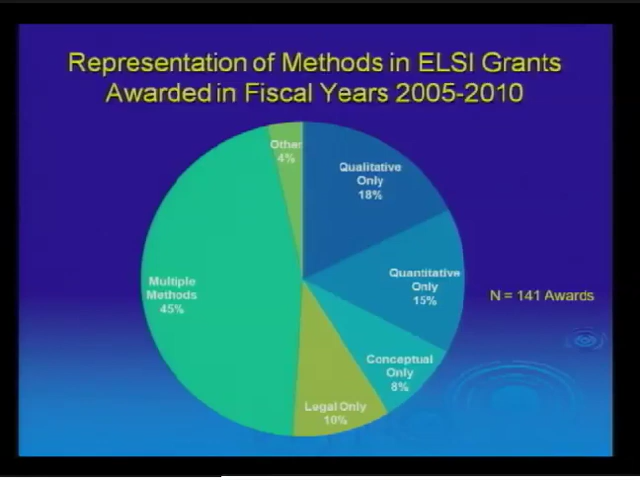 Representation of Methods in ELSI Grants
Awarded in Fiscal Years 2005-2010
Other
4%
Qualitative
Only
18%
Quantitative
Only
15%
N = 141 Awards
Multiple
Methods
45%
Conceptual
Only
8%
Legal Only
10%